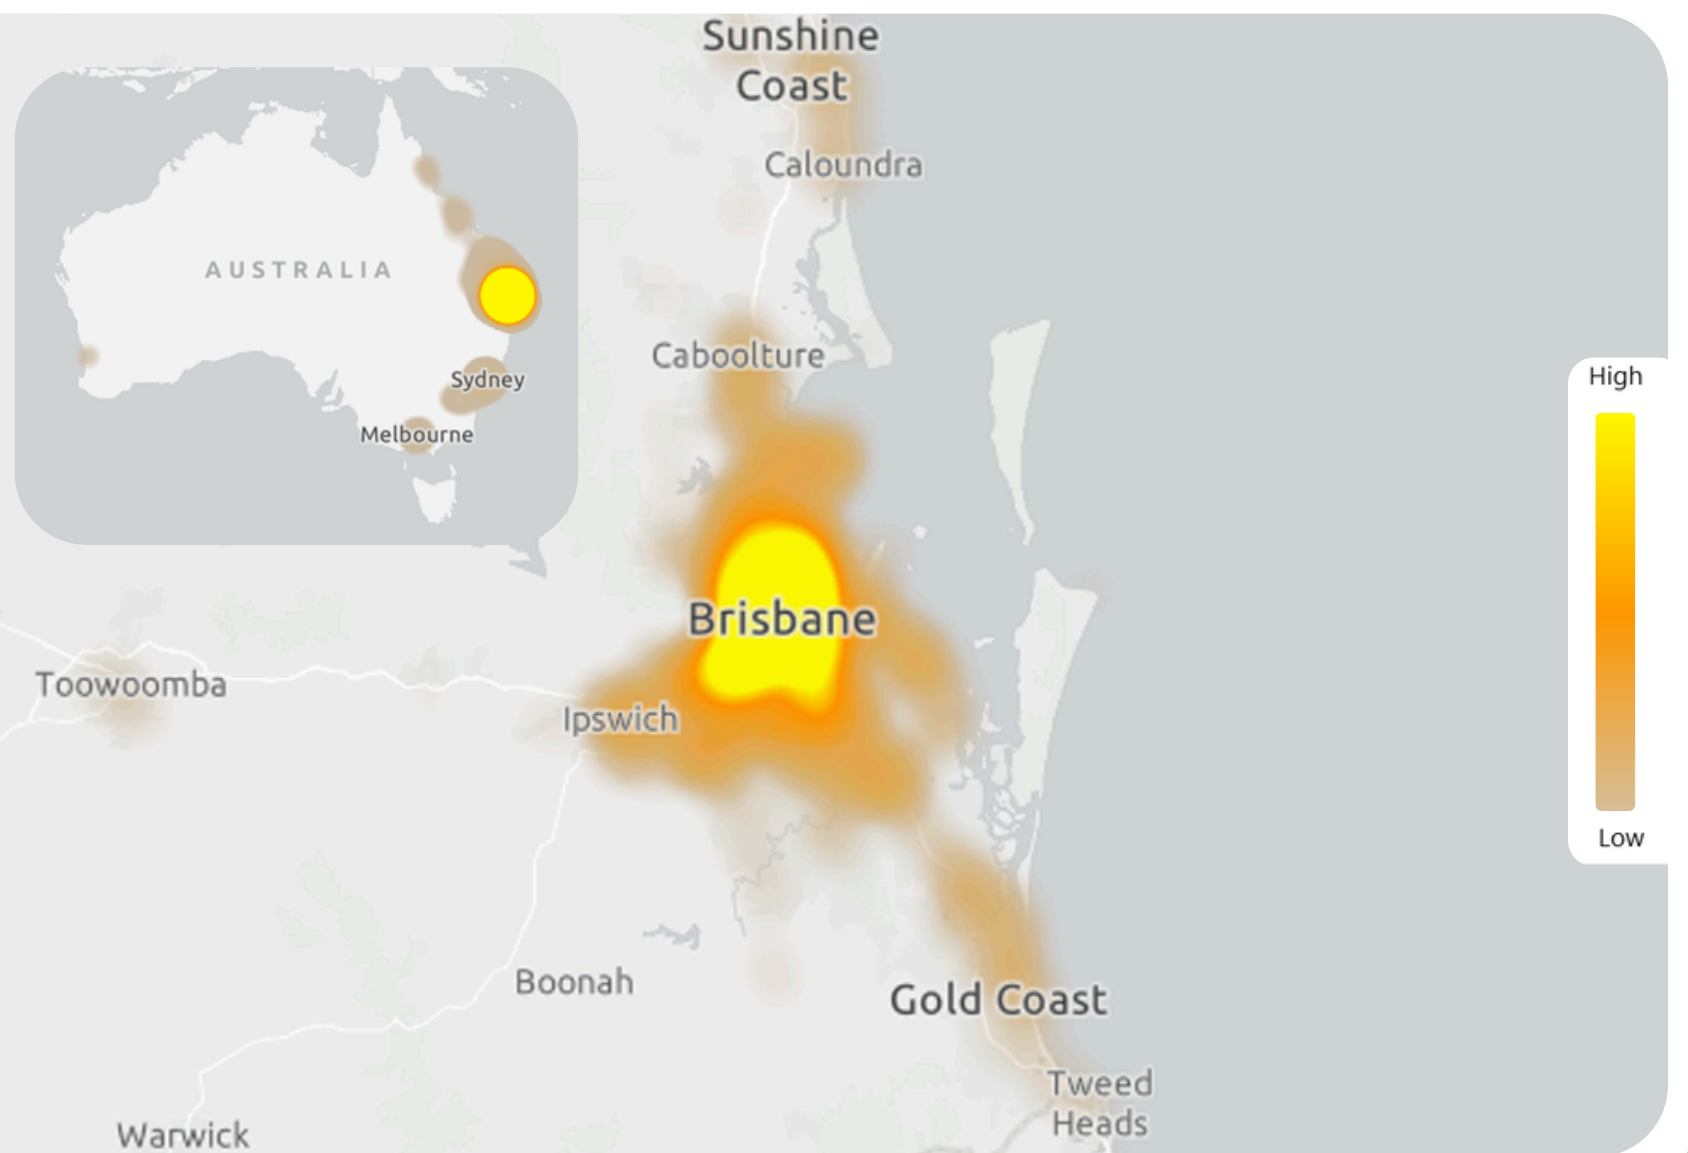 Sunshine
Coast
Caloundra
AUSTRALIA
Sydney
Melbourne
Caboolture
High
Low
Brisbane
Toowoomba
Ipswich
Boonah
Gold Coast
Tweed
Heads
Warwick